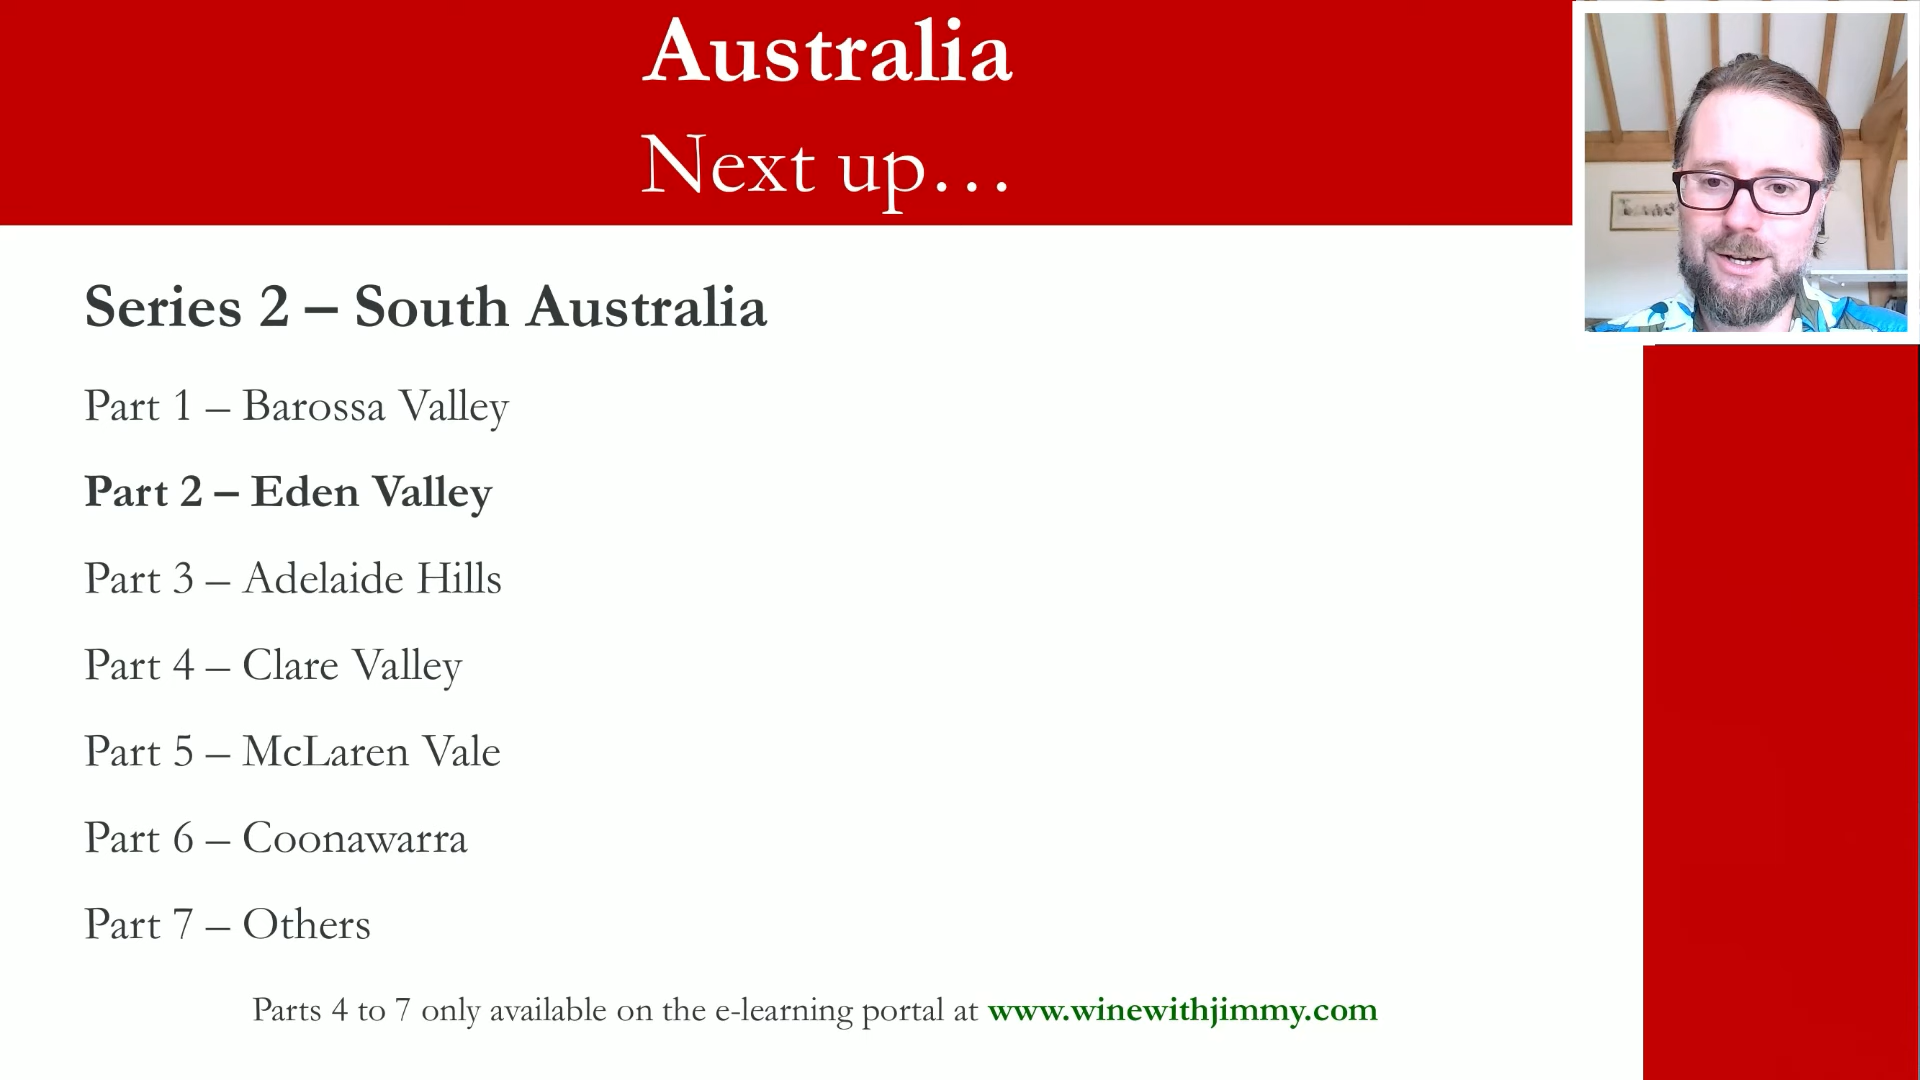 Australia
Next up…
Series 2 – South Australia
Part 1 – Barossa Valley
Part 2 – Eden Valley
Part 3 – Adelaide Hills
Part 4 – Clare Valley
Part 5 – McLaren Vale
Part 6 – Coonawarra
Part 7 – Others
Parts 4 to 7 only available on the e-learning portal at www.winewithjimmy.com